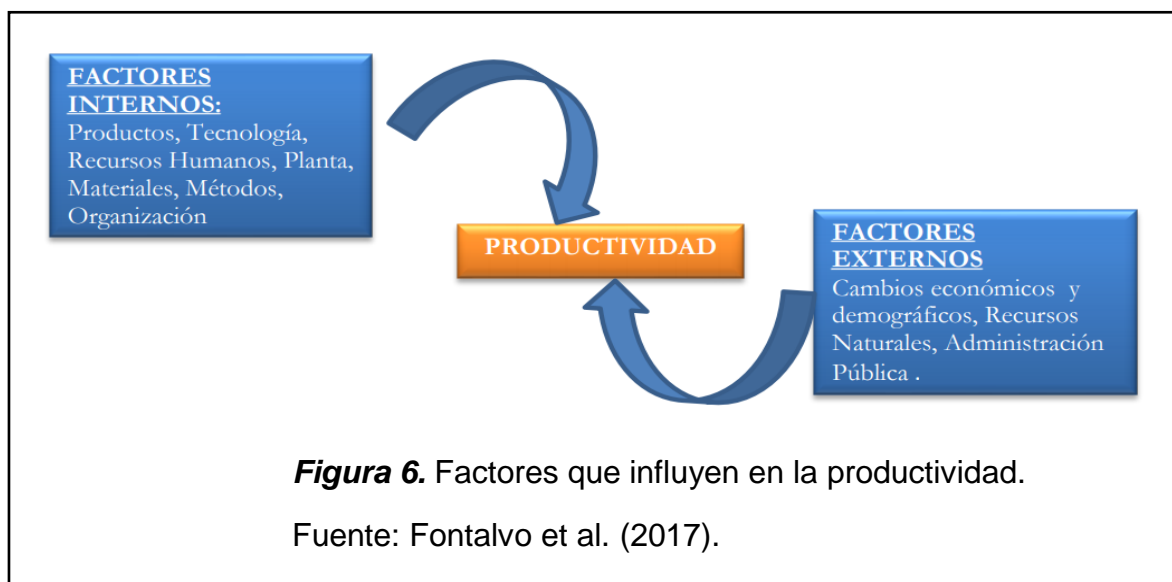 FACTORES
INTERNOS:
Productos, Tecnología,
Recursos Humanos, Planta,
Materiales, Métodos,
Organización
PRODUCTIVIDAD
FACTORES
EXTERNOS
Cambios económicos y
demográficos, Recursos
Naturales, Administración
Pública .
Figura 6. Factores que influyen en la productividad.
Fuente: Fontalvo et al. (2017).